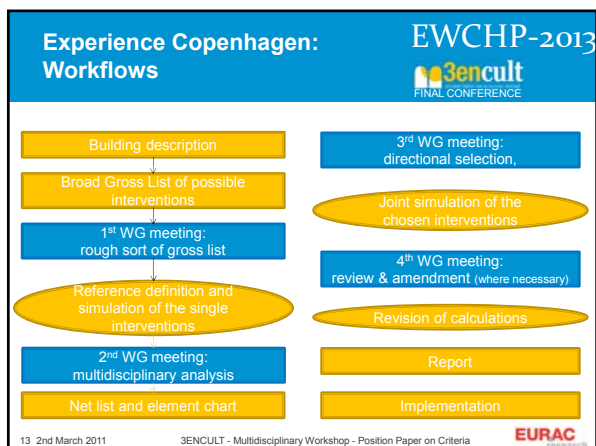 Experience Copenhagen:
Workflows
EWCHP-2013
3encult
FINAL CONFERENCE
Building description
Broad Gross List of possible
interventions
1st WG meeting:
rough sort of gross list
Reference definition and
simulation of the single
interventions
2nd WG meeting:
multidisciplinary analysis
Net list and element chart
3rd WG meeting:
directional selection,
Joint simulation of the
chosen interventions
4th WG meeting:
review & amendment (where necessary)
Revision of calculations
Report
Implementation
13 2nd March 2011 3ENCULT - Multidisciplinary Workshop - Position Paper on Criteria
EURAC